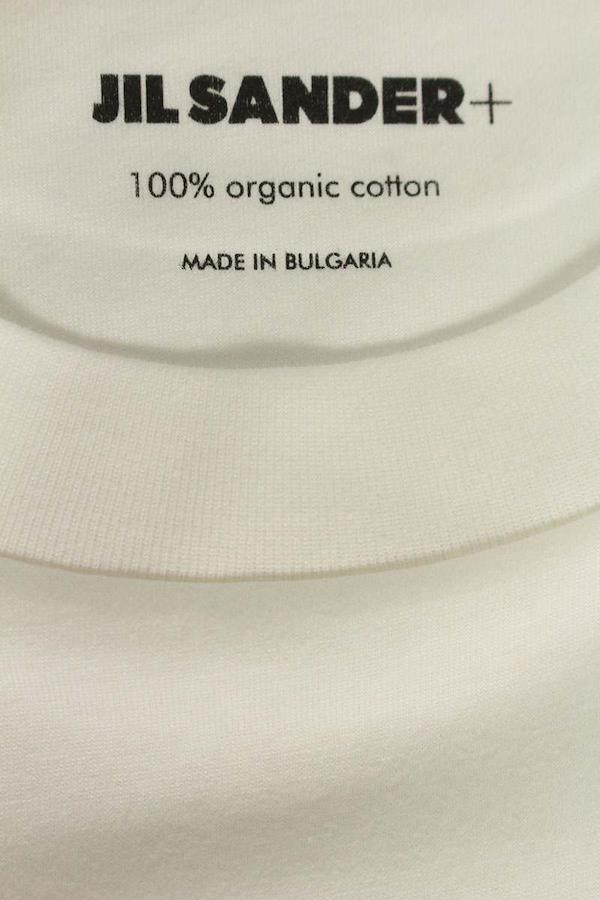 JIL SANDER+
100% organic cotton
MADE IN BULGARIA